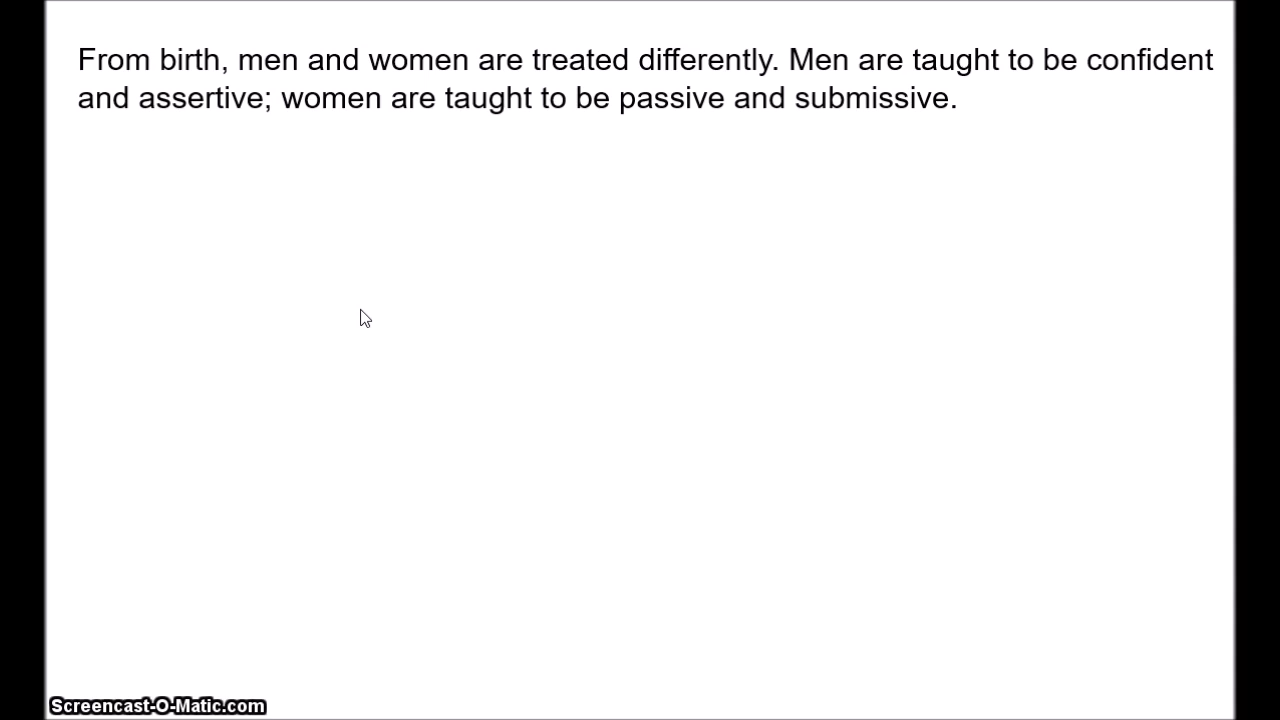 From birth, men and women are treated differently. Men are taught to be confident
and assertive; women are taught to be passive and submissive.
Screencast-O-Matic.com